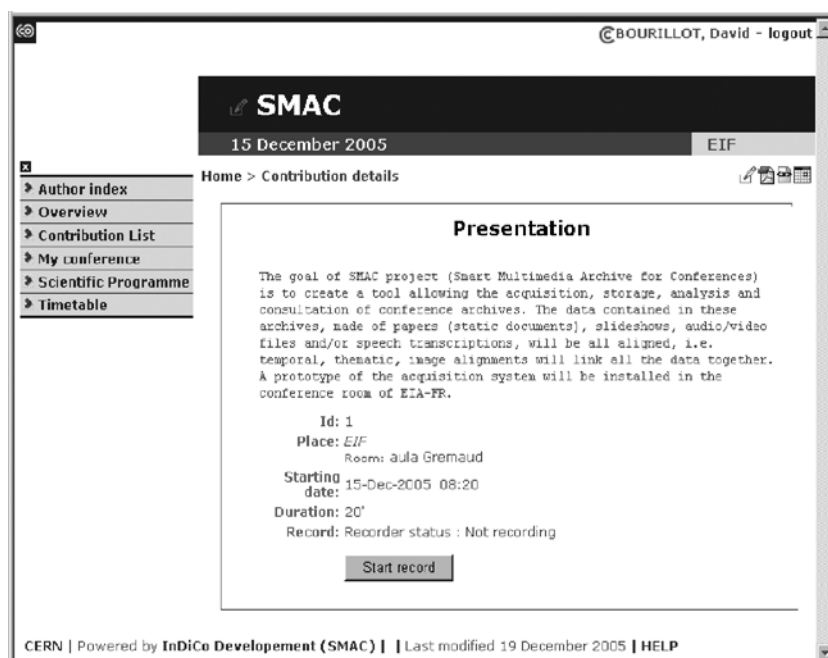 BOURILLOT, David - logout
SMAC
15 December 2005
EIF
Home > Contribution details
Author index
Overview
Contribution List
My conference
Scientific Programme
Timetable
Presentation
The goal of SMAC project (Smart Multimedia Archive for Conferences)
is to create a tool allowing the acquisition, storage, analysis and
consultation of conference archives. The data contained in these
archives, made of papers (static documents), slideshows, audio/video
files and/or speech transcriptions, will be all aligned, i.e.
temporal, thematic, image alignments will link all the data together.
A prototype of the acquisition system will be installed in the
conference room of EIA-FR.
Id: 1
Place: EIF
Room: aula Gremaud
Starting date: 15-Dec-2005 08:20
Duration: 20'
Record: Recorder status : Not recording
Start record
CERN | Powered by InDiCo Developement (SMAC) | | Last modified 19 December 2005 | HELP